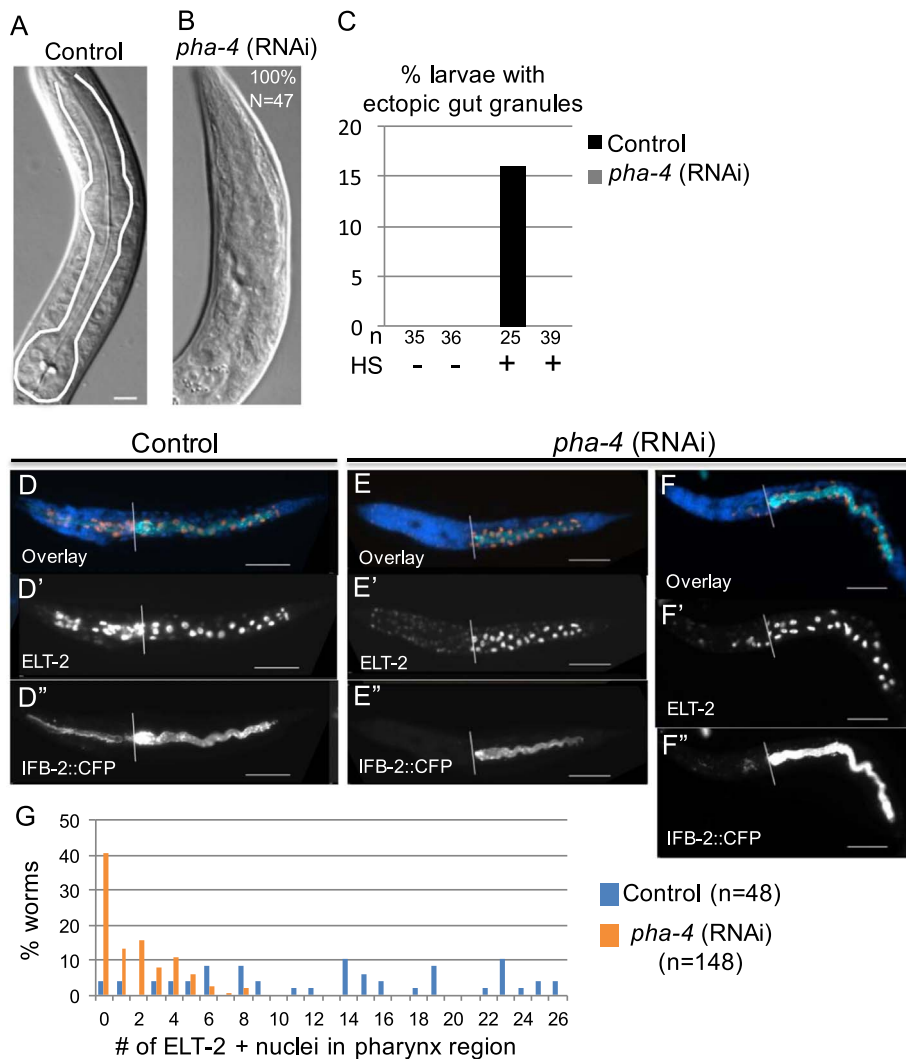 A
Control
B
pha-4 (RNAi)
100%
N=47
C
% larvae with
ectopic gut granules
20
15
10
5
0
Control
pha-4 (RNAi)
n 35 36 25 39
HS - - + +
Control
pha-4 (RNAi)
D
Overlay
D'
ELT-2
D"
IFB-2::CFP
E
Overlay
E'
ELT-2
E"
IFB-2::CFP
F
Overlay
F'
ELT-2
F"
IFB-2::CFP
G
% worms
50
40
30
20
10
0
0 2 4 6 8 10 12 14 16 18 20 22 24 26
# of ELT-2 + nuclei in pharynx region
Control (n=48)
pha-4 (RNAi)
(n=148)